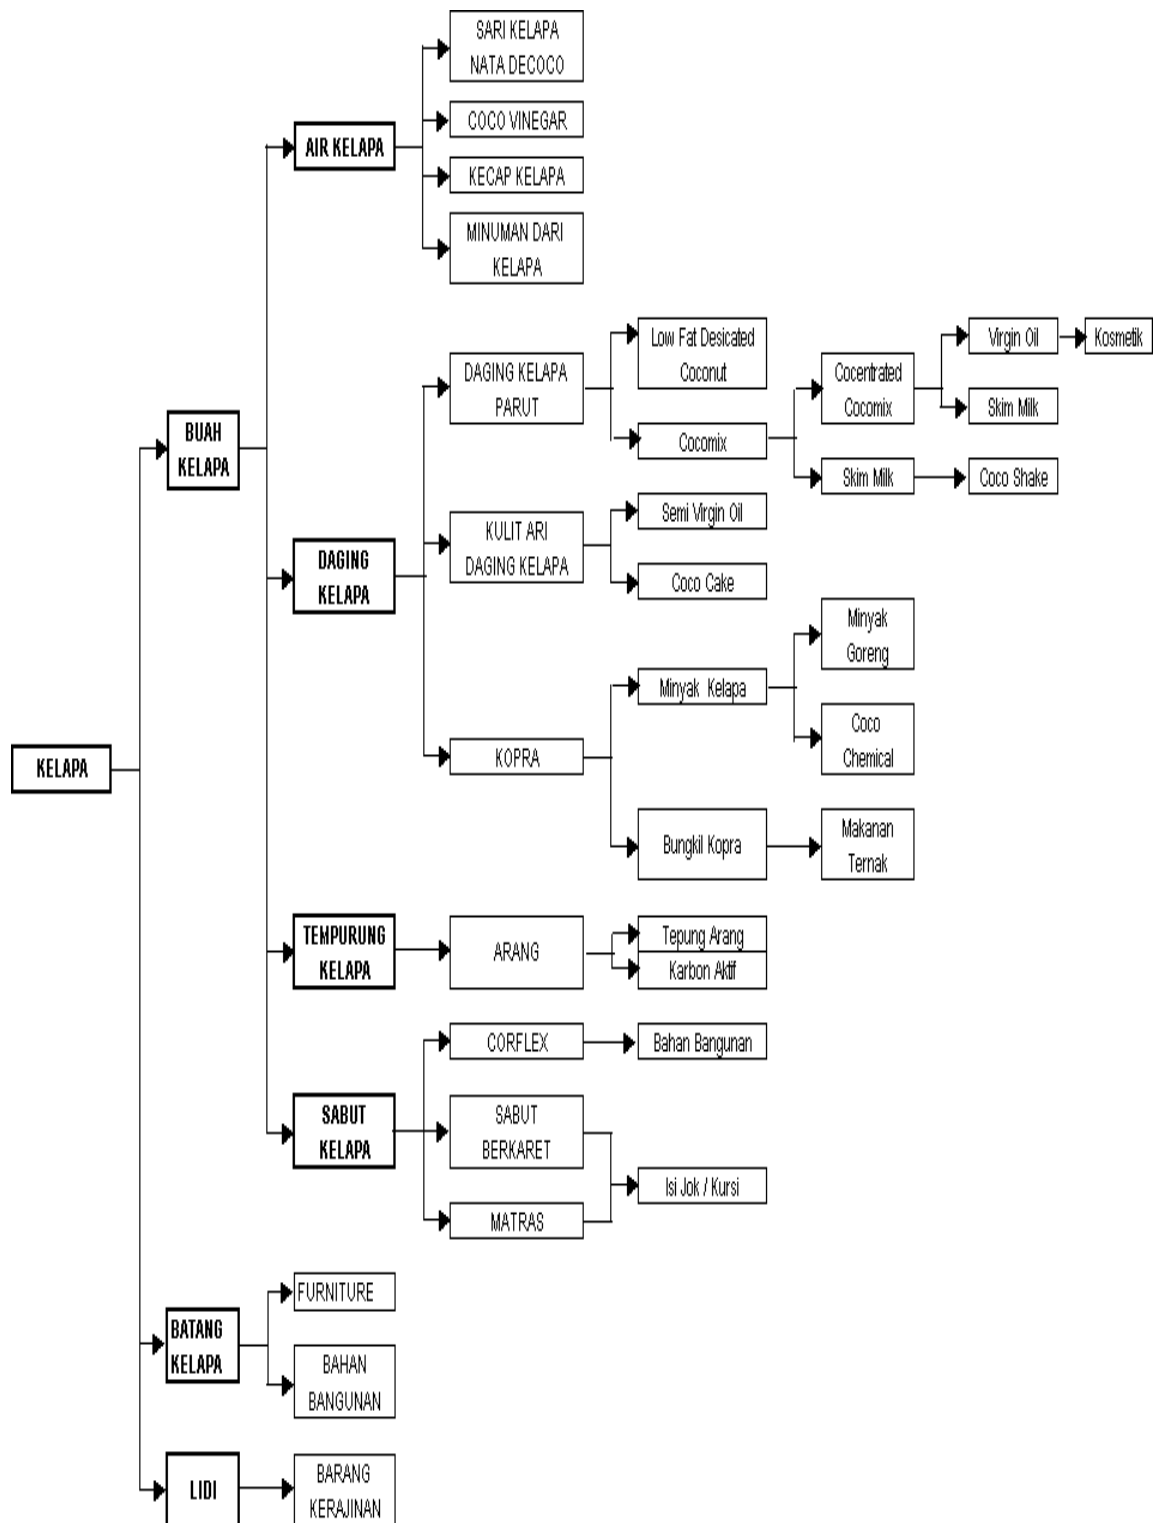 SARI KELAPA
NATA DECOCO
COCO VINEGAR
AIR KELAPA
KECAP KELAPA
MINUMAN DARI
KELAPA
Low Fat Desicated
Coconut
Virgin Oil
Kosmetik
DAGING KELAPA
PARUT
Cocentrated
Cocomix
Skim Milk
BUAH
KELAPA
Cocomix
Skim Milk
Coco Shake
Semi Virgin Oil
KULIT ARI
DAGING KELAPA
DAGING
KELAPA
Coco Cake
Minyak
Goreng
Minyak Kelapa
Coco
Chemical
KOPRA
KELAPA
Bungkil Kopra
Makanan
Ternak
TEMPURUNG
KELAPA
ARANG
Tepung Arang
Karbon Aktif
CORFLEX
Bahan Bangunan
SABUT
KELAPA
SABUT
BERKARET
Isi Jok / Kursi
MATRAS
FURNITURE
BATANG
KELAPA
BAHAN
BANGUNAN
LIDI
BARANG
KERAJINAN